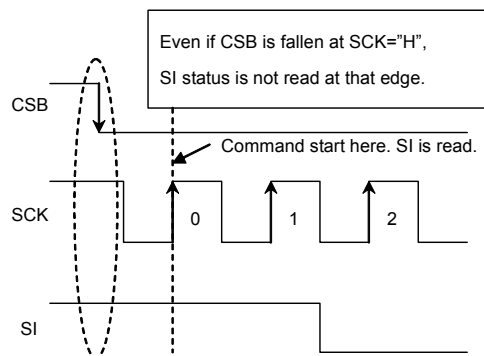 Even if CSB is fallen at SCK=”H”,
SI status is not read at that edge.
CSB
Command start here. SI is read.
SCK
0 1 2
SI